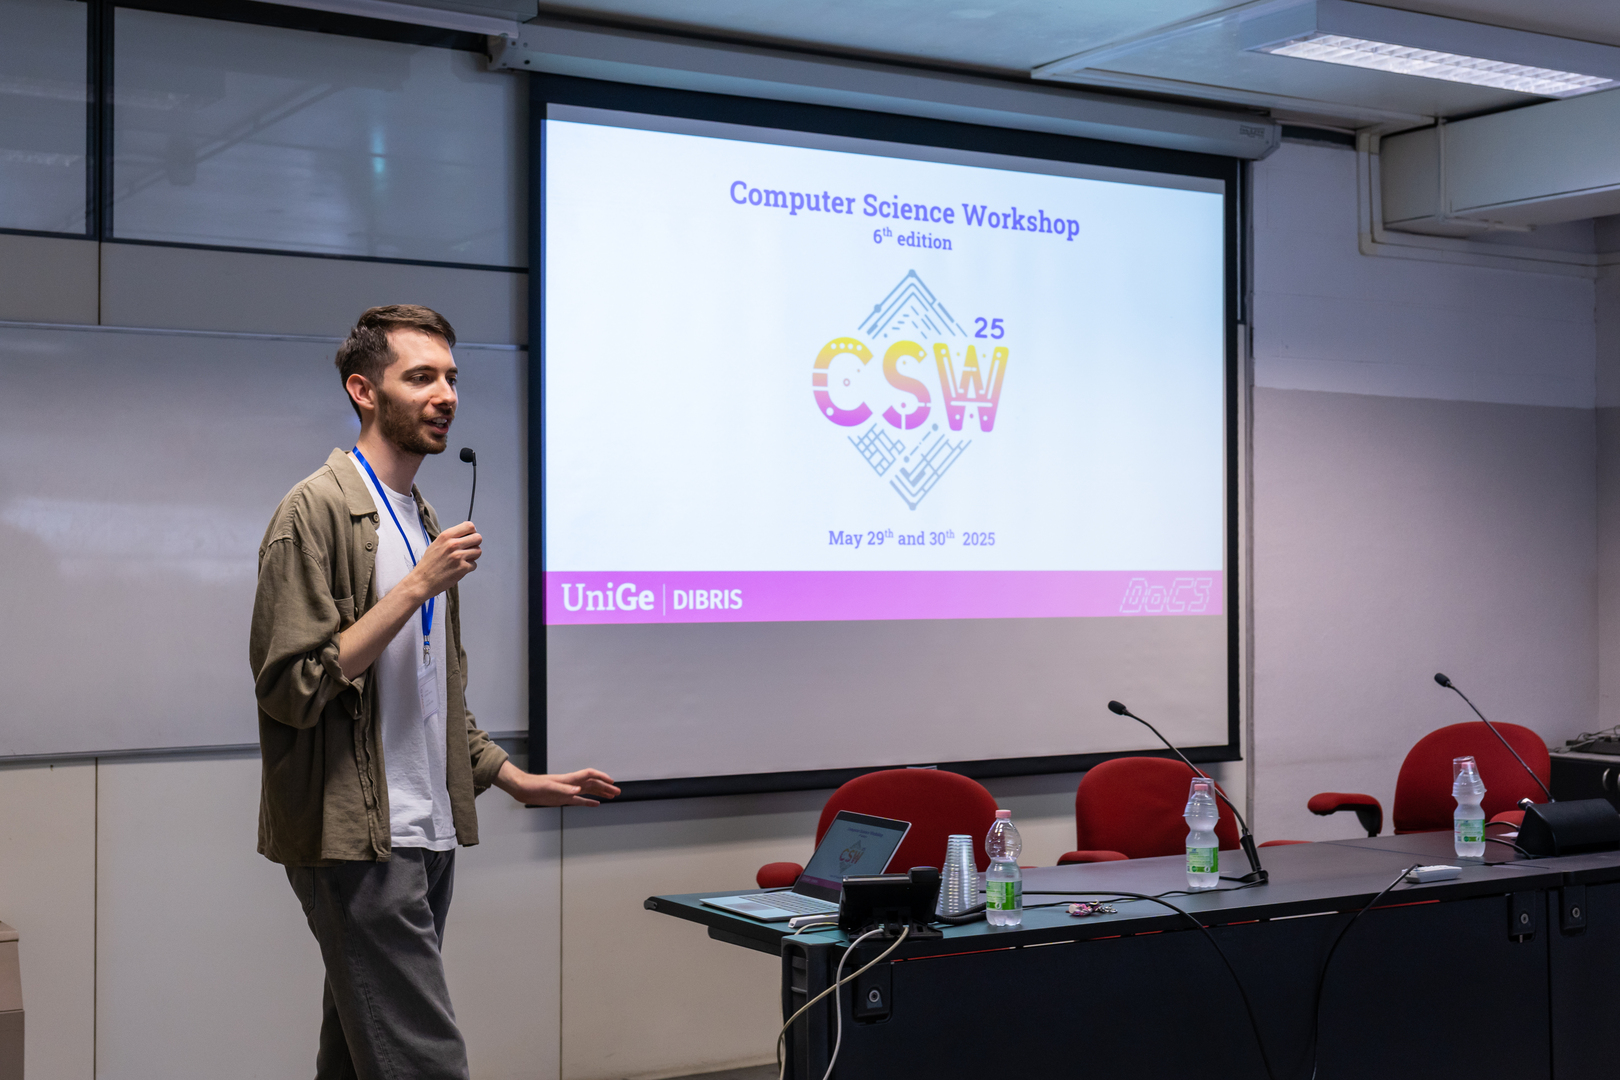 Computer Science Workshop
6th edition
25
CSW
May 29th and 30th 2025
UniGe | DIBRIS
DOCS